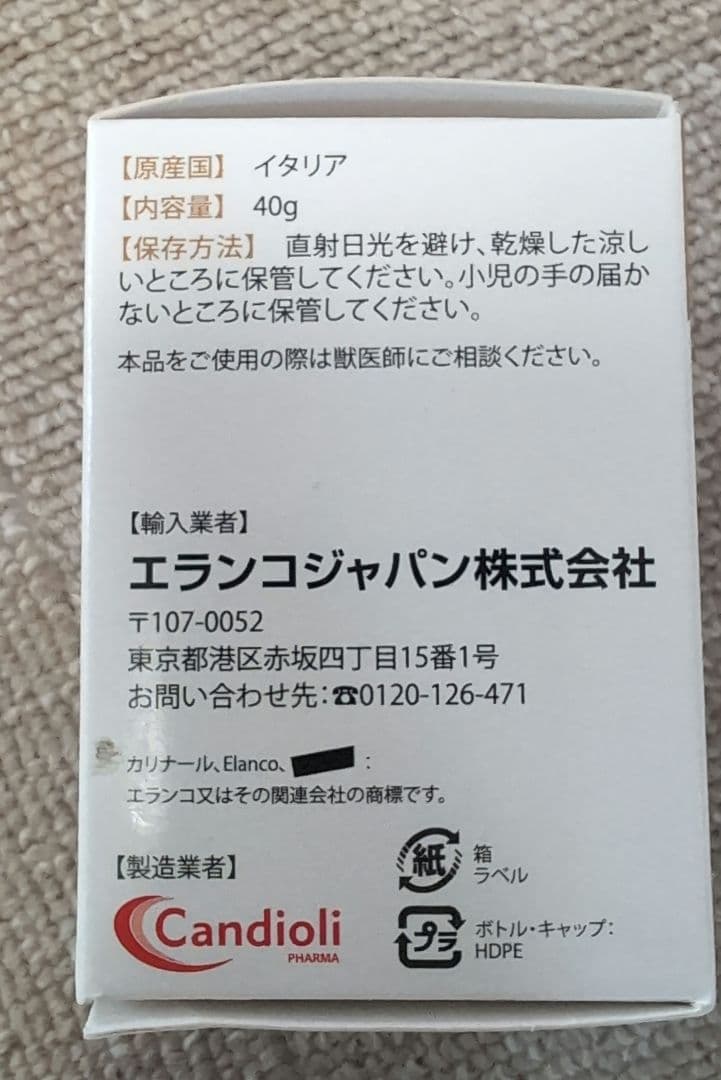 【原産国】 イタリア
【内容量】 40g
【保存方法】 直射日光を避け、乾燥した涼し
いところに保管してください。小児の手の届か
ないところに保管してください。
本品をご使用の際は獣医師にご相談ください。
【輸入業者】
エランコジャパン株式会社
〒107-0052
東京都港区赤坂四丁目15番1号
お問い合わせ先:☎0120-126-471
カリナール、Elanco、 :
エランコ又はその関連会社の商標です。
【製造業者】
Candioli
PHARMA
紙
箱
ラベル
プラ
ボトル・キャップ:
HDPE